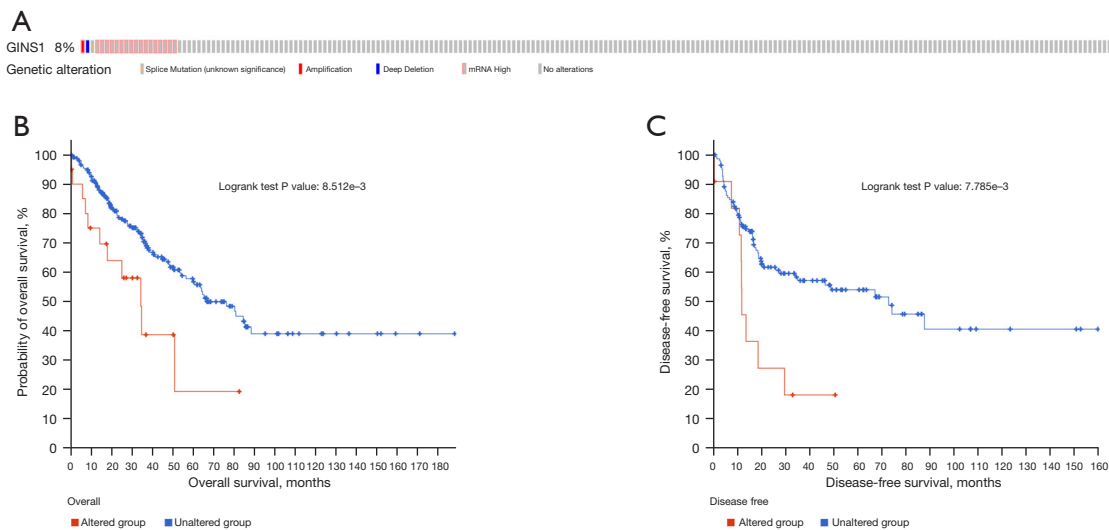 A
GINS1 8%
Genetic alteration Splice Mutation (unknown significance) Amplification Deep Deletion mRNA High No alterations
B
Logrank test P value: 8.512e–3
Probability of overall survival, %
100
90
80
70
60
50
40
30
20
10
0
0 10 20 30 40 50 60 70 80 90 100 110 120 130 140 150 160 170 180
Overall survival, months
Overall
Altered group Unaltered group
C
Logrank test P value: 7.785e–3
Disease-free survival, %
100
90
80
70
60
50
40
30
20
10
0
0 10 20 30 40 50 60 70 80 90 100 110 120 130 140 150 160
Disease-free survival, months
Disease free
Altered group Unaltered group